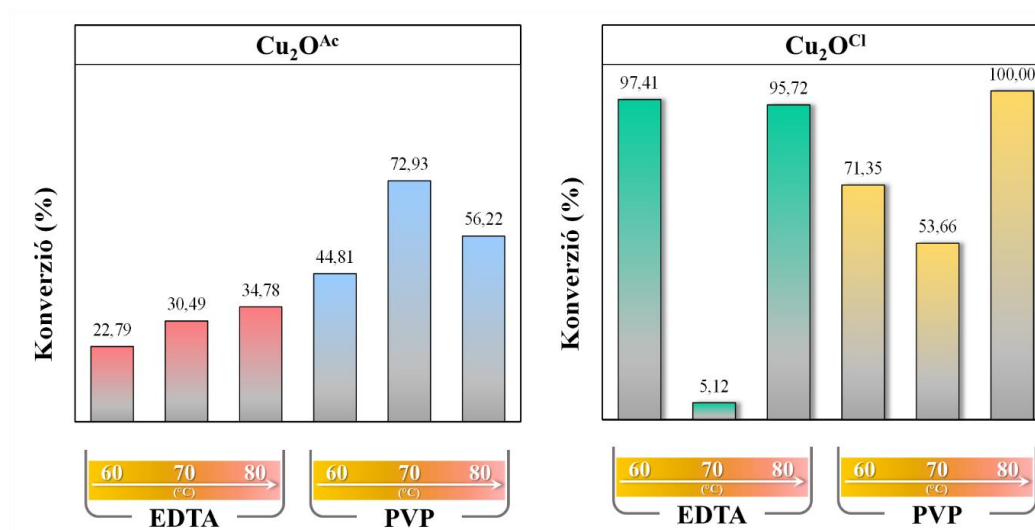 Cu₂Oᴬᶜ
Konverzió (%)
22,79
30,49
34,78
44,81
72,93
56,22
60 70 80
(°C)
EDTA
60 70 80
(°C)
PVP
Cu₂Oᶜˡ
Konverzió (%)
97,41
5,12
95,72
71,35
53,66
100,00
60 70 80
(°C)
EDTA
60 70 80
(°C)
PVP